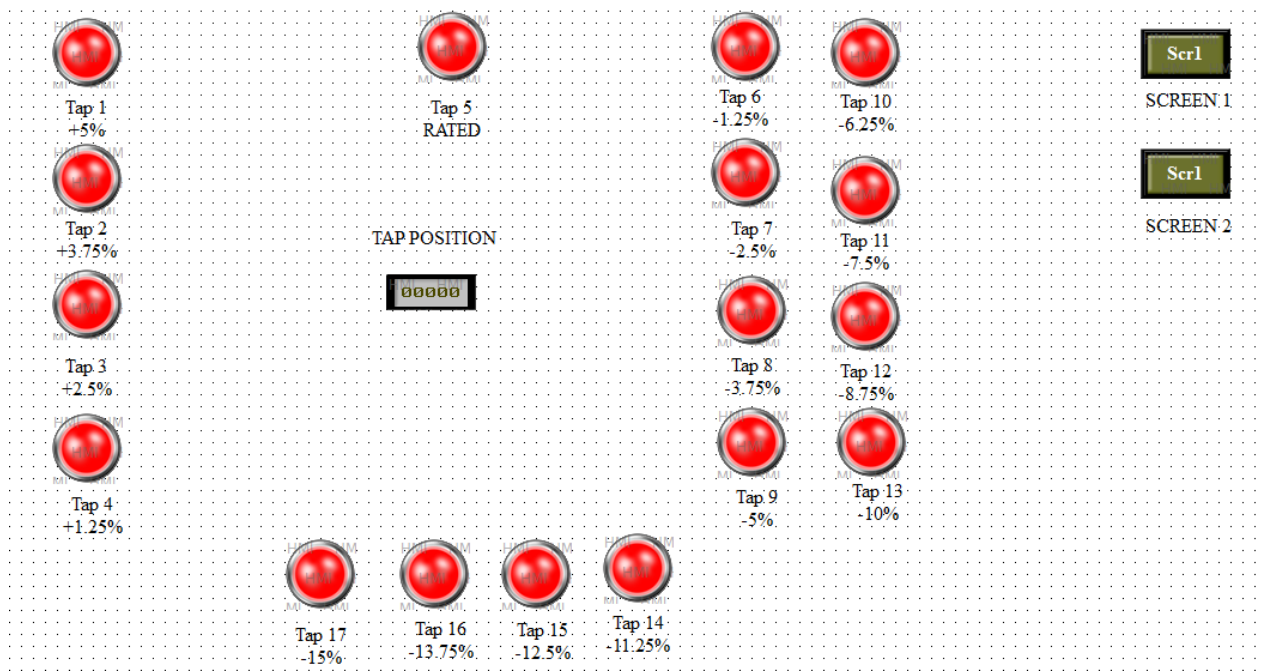 Tap 1
+5%
Tap 5
RATED
Tap 6
-1.25%
Tap 10
-6.25%
Scr1
SCREEN 1
Tap 2
+3.75%
TAP POSITION
00000
Tap 7
-2.5%
Tap 11
-7.5%
Scr1
SCREEN 2
Tap 3
+2.5%
Tap 8
-3.75%
Tap 12
-8.75%
Tap 4
+1.25%
Tap 9
-5%
Tap 13
-10%
Tap 17
-15%
Tap 16
-13.75%
Tap 15
-12.5%
Tap 14
-11.25%